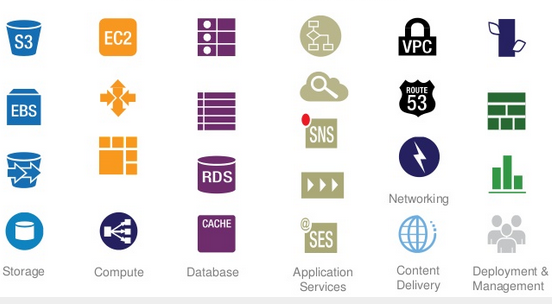 S3
EC2
VPC
EBS
ROUTE
53
SNS
RDS
Networking
CACHE
@
SES
Storage
Compute
Database
Application
Services
Content
Delivery
Deployment &
Management